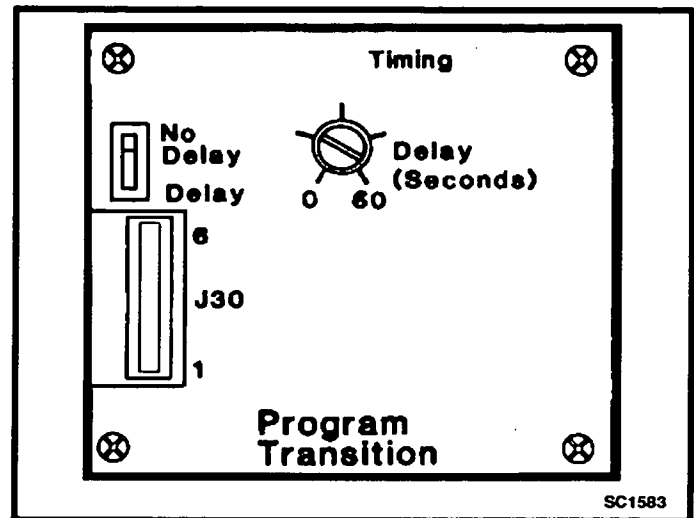 Timing
No
Delay
Delay
Delay
(Seconds)
0 60
6
J30
1
Program
Transition
SC1583